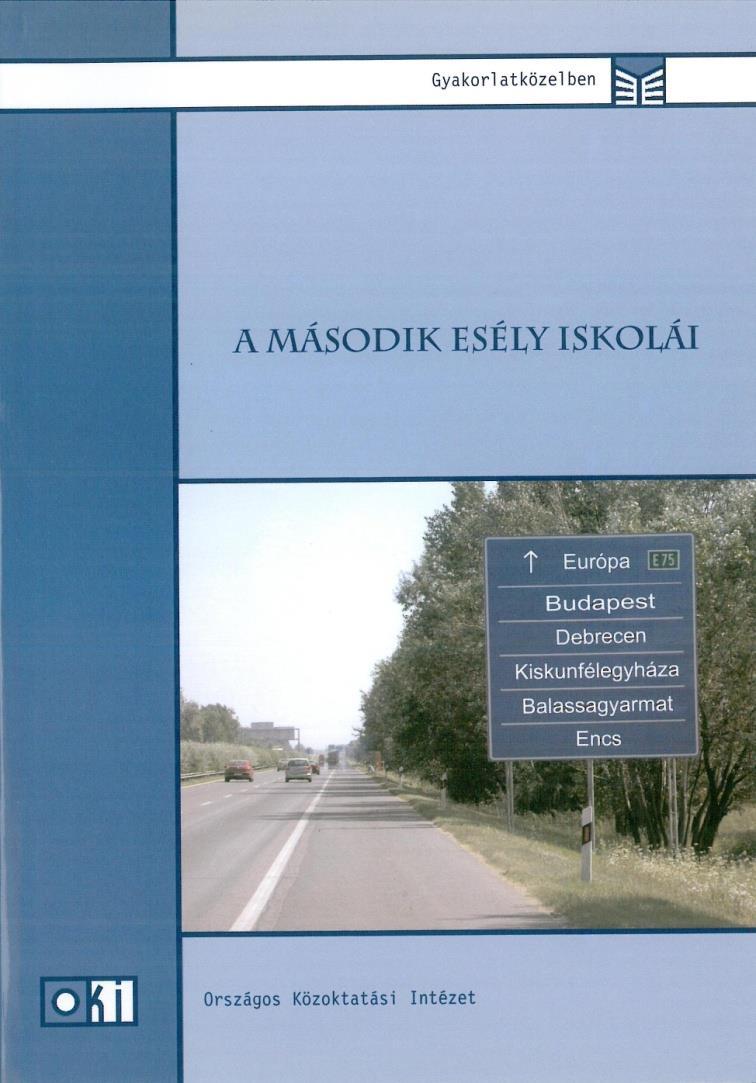 Gyakorlatközelben
A MÁSODIK ESÉLY ISKOLÁI
↑ Európa E75
Budapest
Debrecen
Kiskunfélegyháza
Balassagyarmat
Encs
oki
Országos Közoktatási Intézet